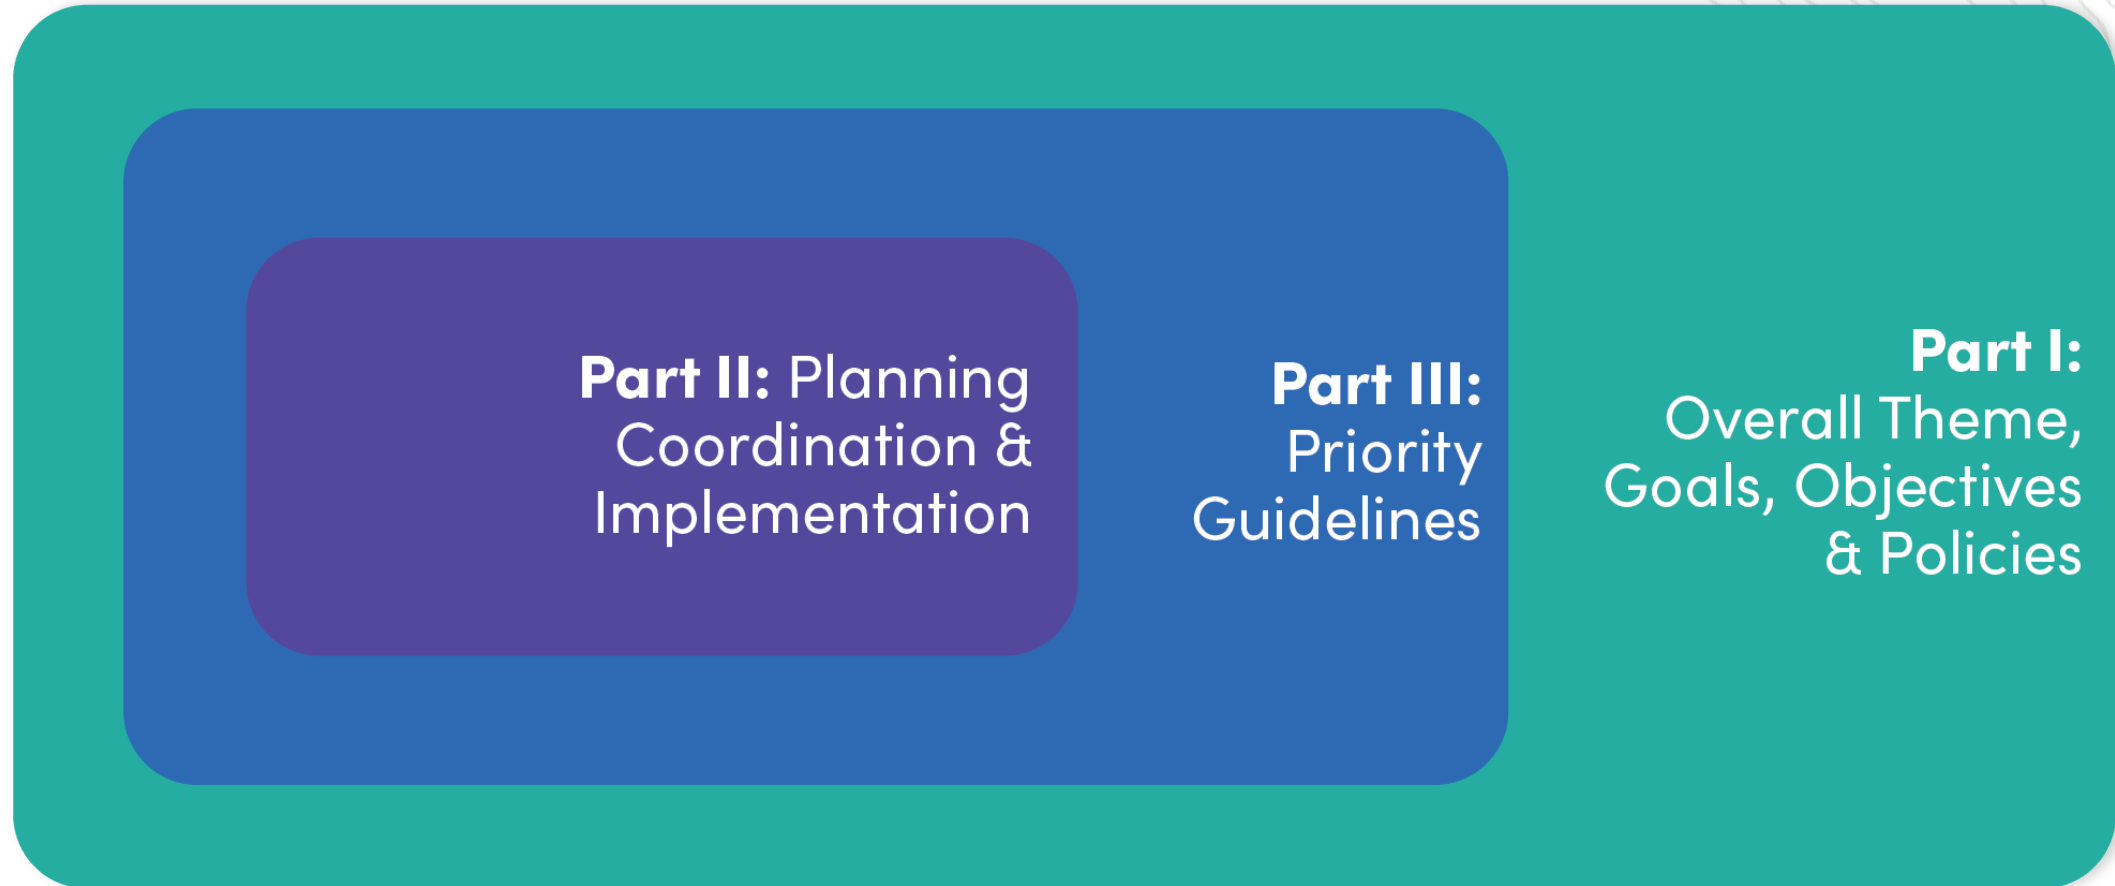 Part II: Planning
Coordination &
Implementation
Part III:
Priority
Guidelines
Part I:
Overall Theme,
Goals, Objectives
& Policies